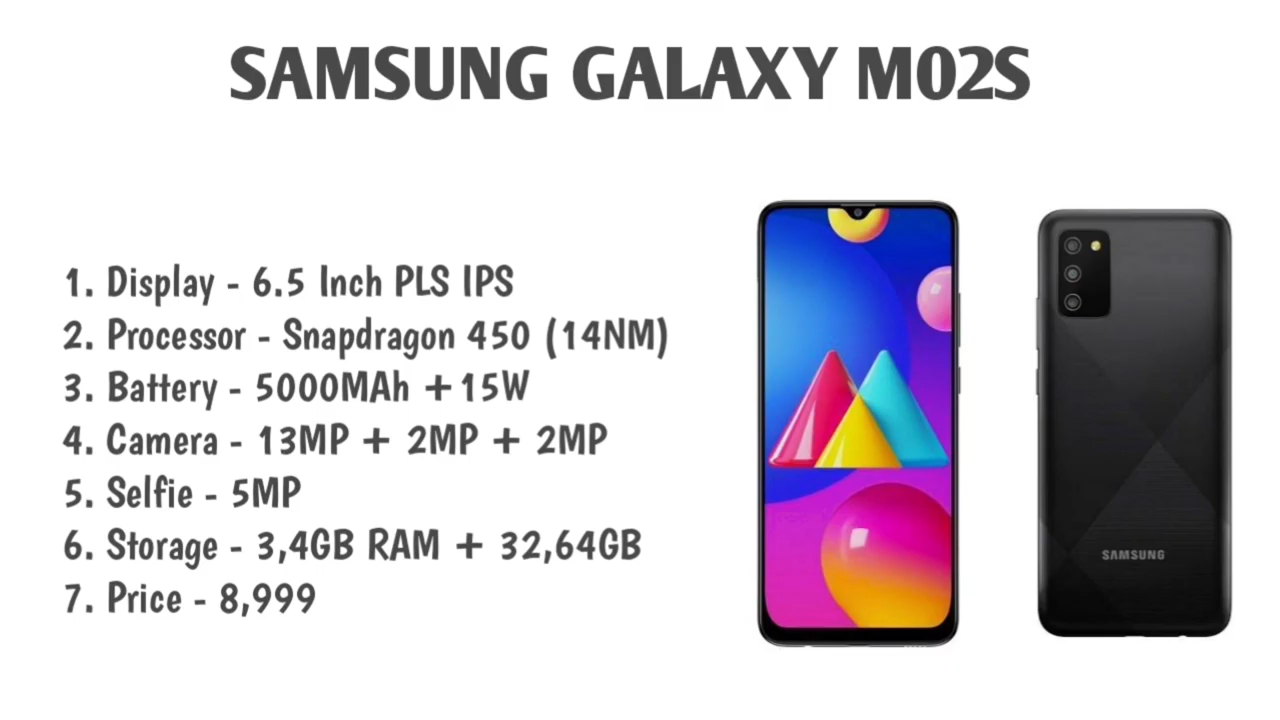 SAMSUNG GALAXY M02S
1. Display - 6.5 Inch PLS IPS
2. Processor - Snapdragon 450 (14NM)
3. Battery - 5000MAh +15W
4. Camera - 13MP + 2MP + 2MP
5. Selfie - 5MP
6. Storage - 3,4GB RAM + 32,64GB
7. Price - 8,999
SAMSUNG